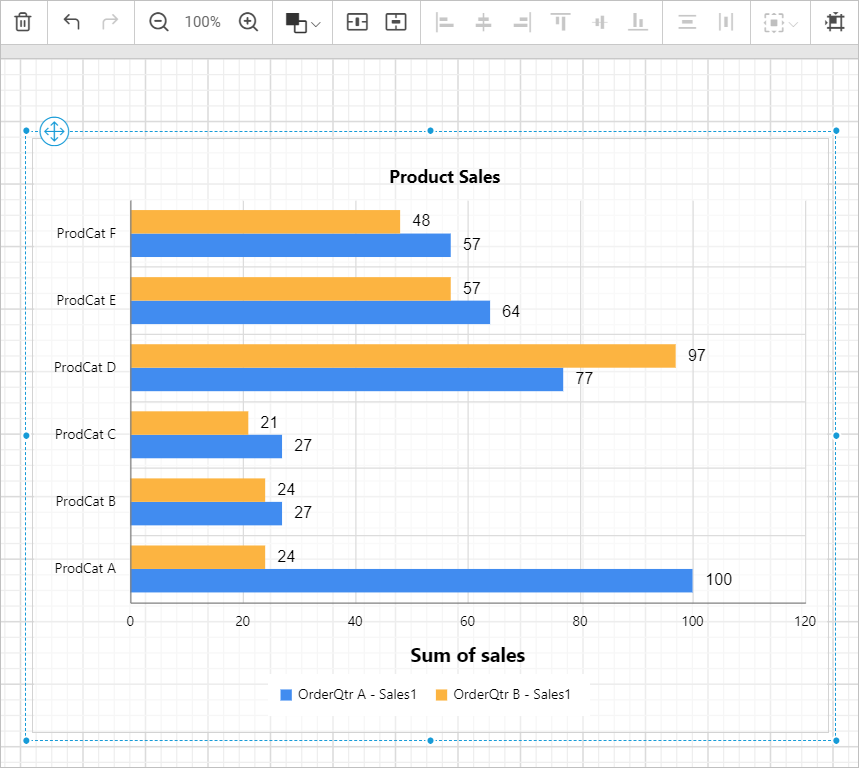 100%
Product Sales
ProdCat F
48
57
ProdCat E
57
64
ProdCat D
97
77
ProdCat C
21
27
ProdCat B
24
27
ProdCat A
24
100
0 20 40 60 80 100 120
Sum of sales
OrderQtr A - Sales1 OrderQtr B - Sales1